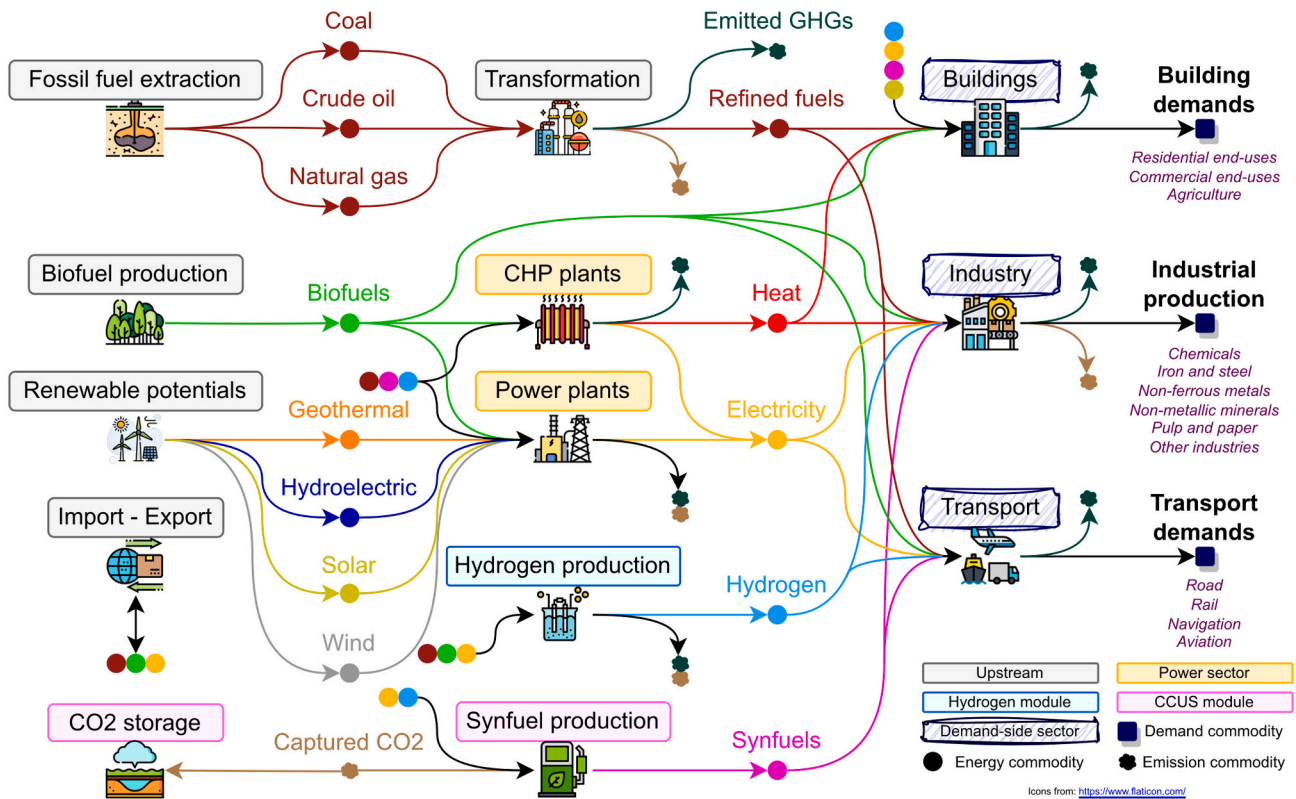 Coal
Emitted GHGs
Fossil fuel extraction
Transformation
Buildings
Building
demands
Crude oil
Refined fuels
Natural gas
Residential end-uses
Commercial end-uses
Agriculture
Biofuel production
CHP plants
Industry
Industrial
production
Biofuels
Heat
Chemicals
Iron and steel
Non-ferrous metals
Non-metallic minerals
Pulp and paper
Other industries
Renewable potentials
Geothermal
Power plants
Electricity
Hydroelectric
Import - Export
Transport
Transport
demands
Solar
Hydrogen production
Hydrogen
Road
Rail
Navigation
Aviation
Wind
Upstream
Power sector
Hydrogen module
CCUS module
Demand-side sector
Demand commodity
Energy commodity
Emission commodity
CO2 storage
Captured CO2
Synfuel production
Synfuels
Icons from: https://www.flaticon.com/